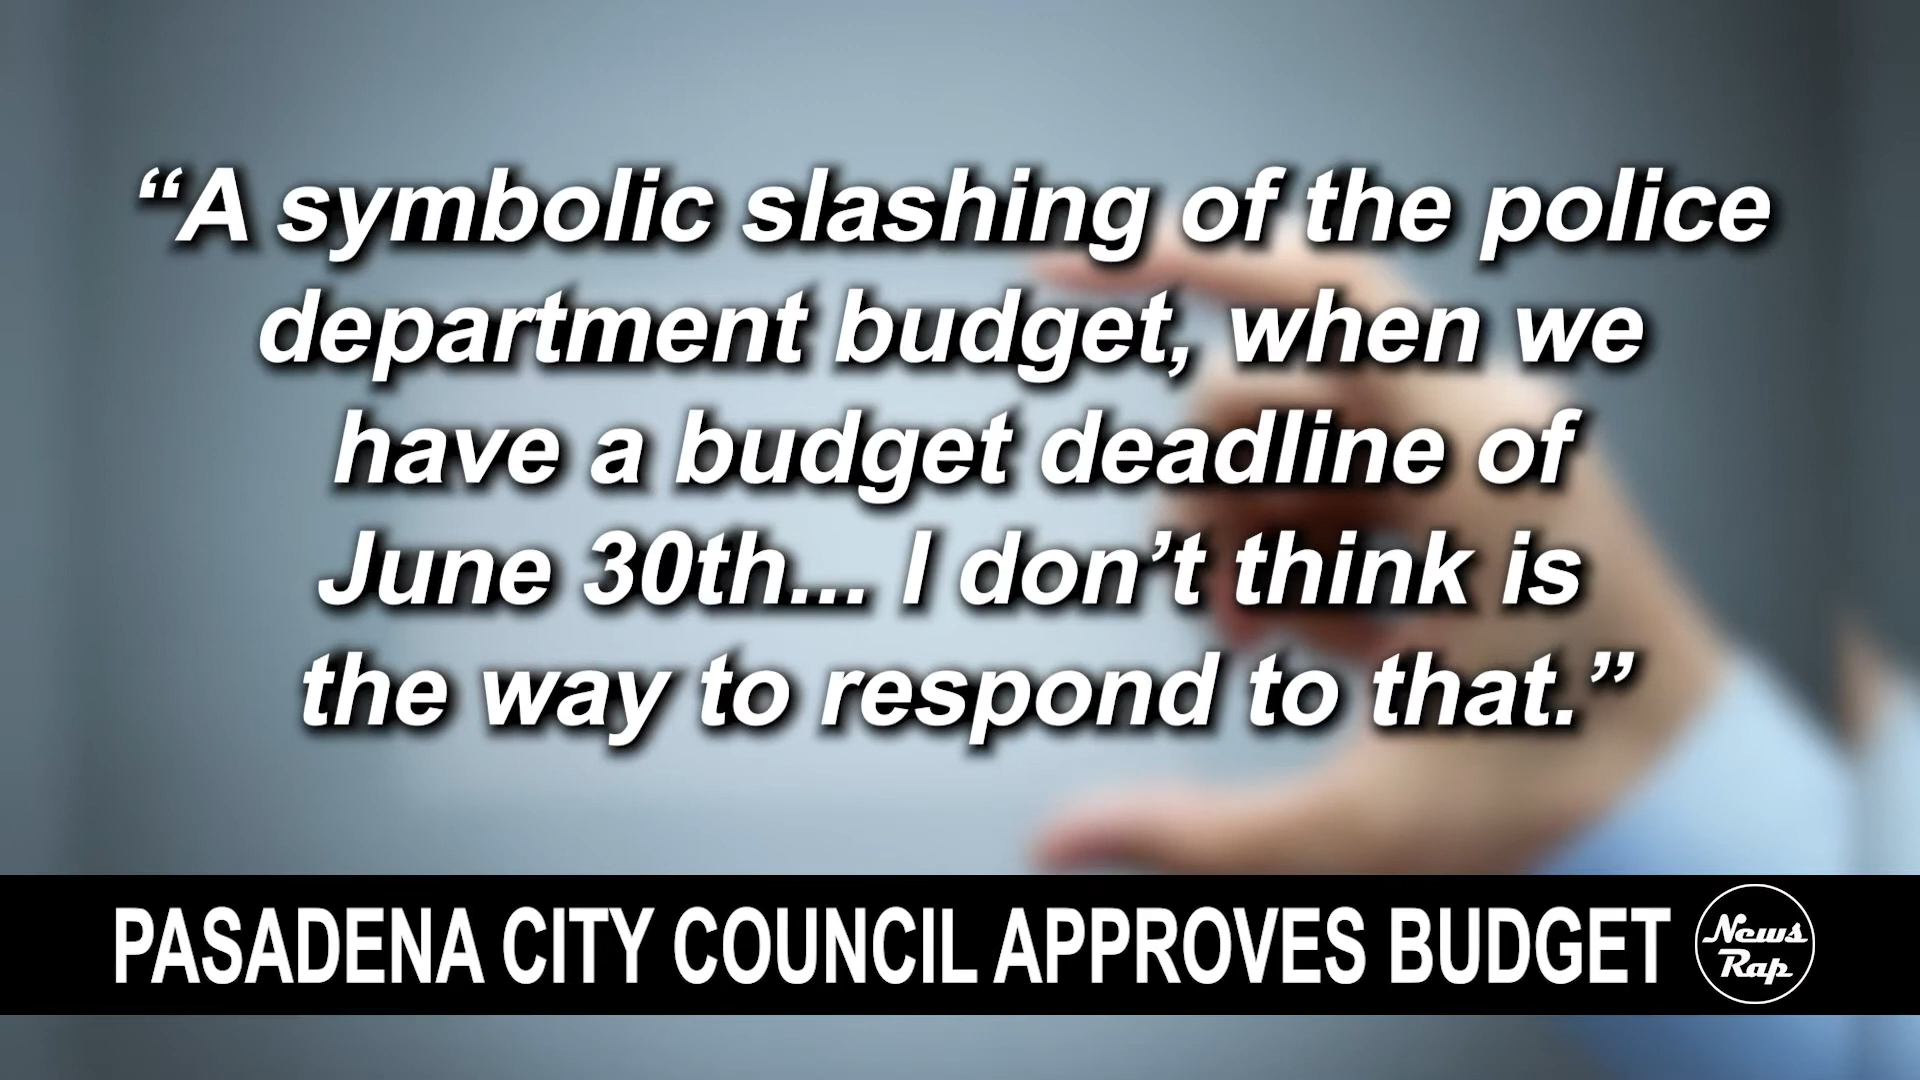 “A symbolic slashing of the police
department budget, when we
have a budget deadline of
June 30th... I don’t think is
the way to respond to that.”
PASADENA CITY COUNCIL APPROVES BUDGET
News
Rap